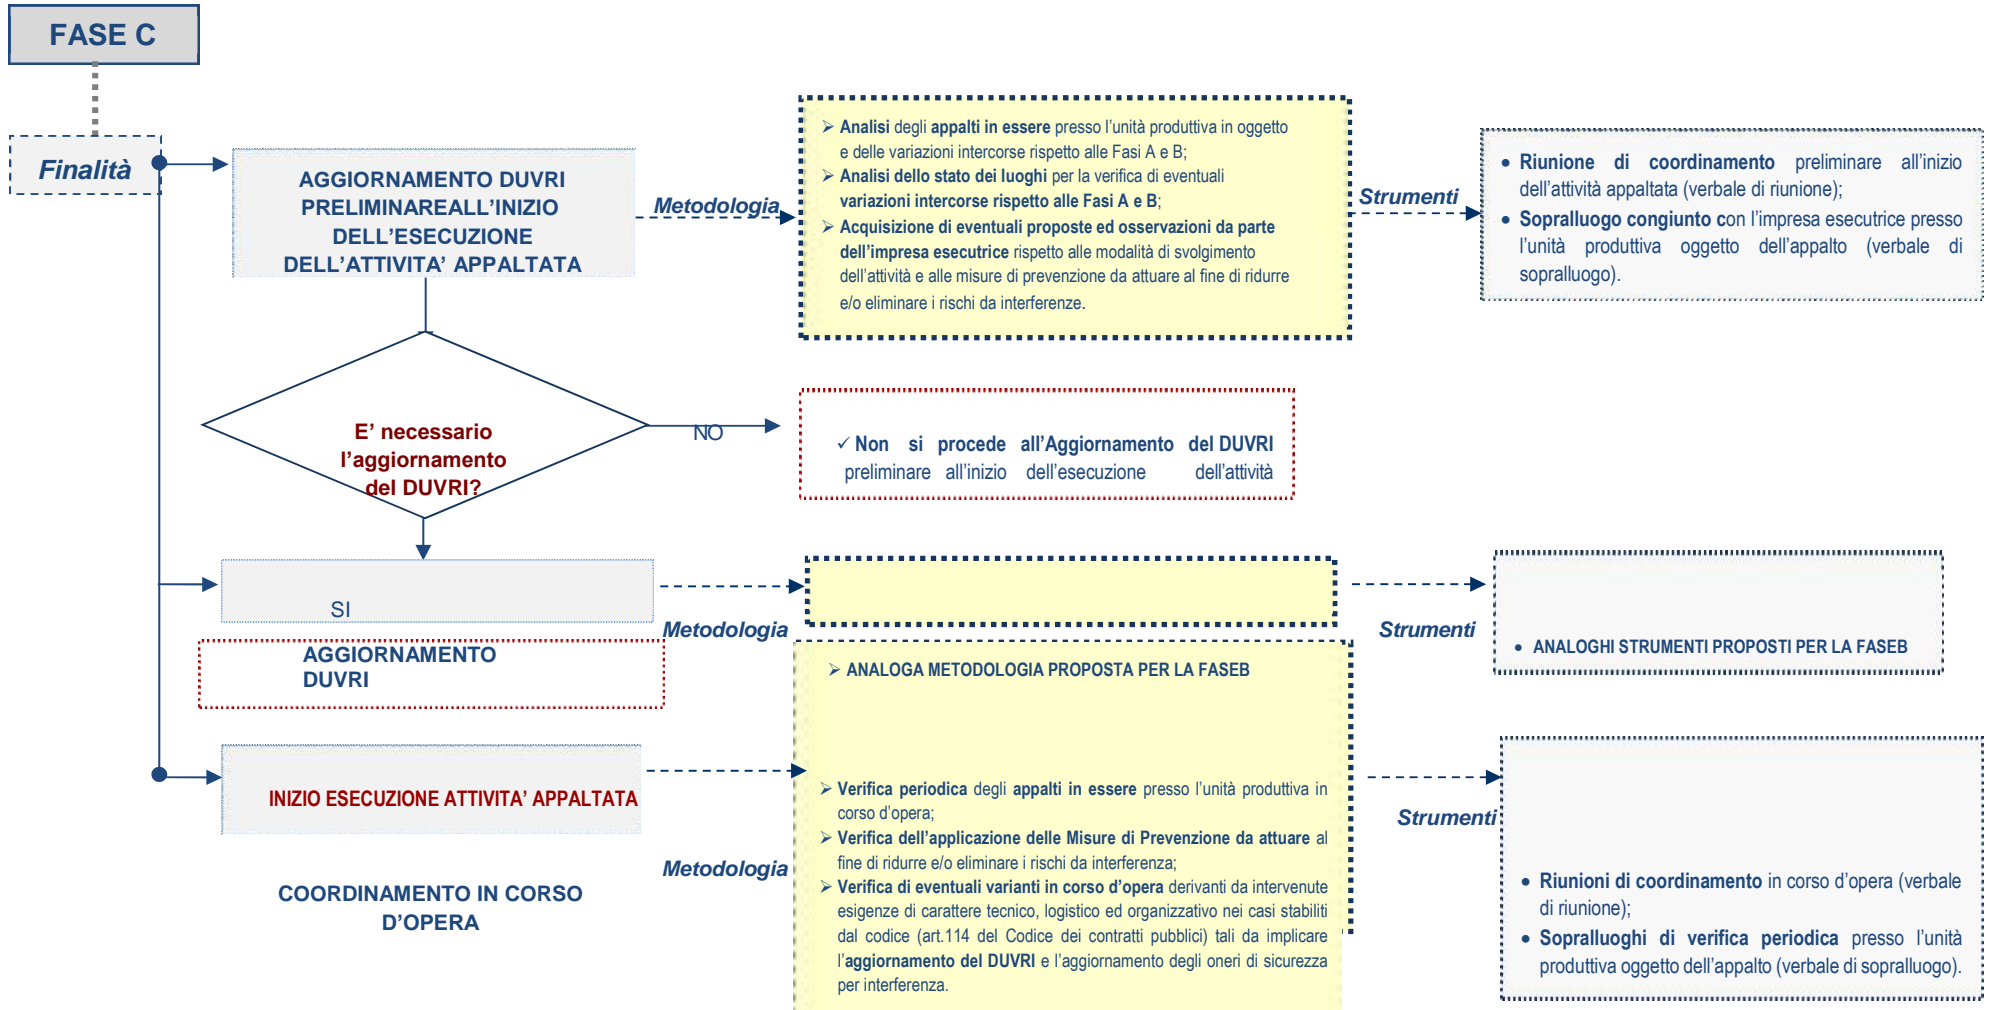 FASE C
Finalità
AGGIORNAMENTO DUVRI
PRELIMINAREALL'INIZIO
DELL'ESECUZIONE
DELL'ATTIVITA' APPALTATA
Metodologia
➢ Analisi degli appalti in essere presso l'unità produttiva in oggetto
e delle variazioni intercorse rispetto alle Fasi A e B;
➢ Analisi dello stato dei luoghi per la verifica di eventuali
variazioni intercorse rispetto alle Fasi A e B;
➢ Acquisizione di eventuali proposte ed osservazioni da parte
dell'impresa esecutrice rispetto alle modalità di svolgimento
dell'attività e alle misure di prevenzione da attuare al fine di ridurre
e/o eliminare i rischi da interferenze.
Strumenti
• Riunione di coordinamento preliminare all'inizio
dell'attività appaltata (verbale di riunione);
• Sopralluogo congiunto con l'impresa esecutrice presso
l'unità produttiva oggetto dell'appalto (verbale di
sopralluogo).
E' necessario
l'aggiornamento
del DUVRI?
NO
✓ Non si procede all'Aggiornamento del DUVRI
preliminare all'inizio dell'esecuzione dell'attività
SI
AGGIORNAMENTO
DUVRI
Metodologia
➢ ANALOGA METODOLOGIA PROPOSTA PER LA FASEB
Strumenti
• ANALOGHI STRUMENTI PROPOSTI PER LA FASEB
INIZIO ESECUZIONE ATTIVITA' APPALTATA
COORDINAMENTO IN CORSO
D'OPERA
Metodologia
➢ Verifica periodica degli appalti in essere presso l'unità produttiva in
corso d'opera;
➢ Verifica dell'applicazione delle Misure di Prevenzione da attuare al
fine di ridurre e/o eliminare i rischi da interferenza;
➢ Verifica di eventuali varianti in corso d'opera derivanti da intervenute
esigenze di carattere tecnico, logistico ed organizzativo nei casi stabiliti
dal codice (art.114 del Codice dei contratti pubblici) tali da implicare
l'aggiornamento del DUVRI e l'aggiornamento degli oneri di sicurezza
per interferenza.
Strumenti
• Riunioni di coordinamento in corso d'opera (verbale
di riunione);
• Sopralluoghi di verifica periodica presso l'unità
produttiva oggetto dell'appalto (verbale di sopralluogo).